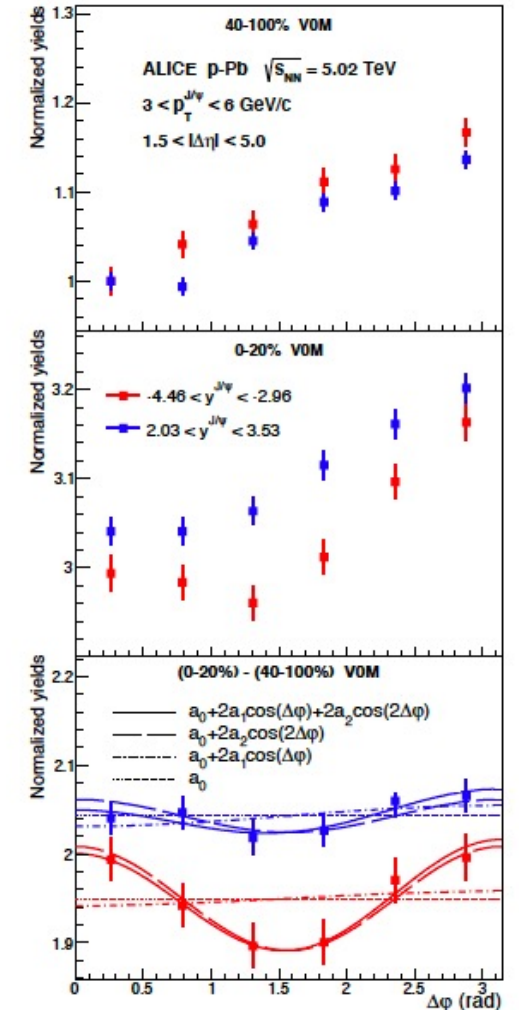 Normalized yields
1.3
1.2
1.1
1
40-100% V0M
ALICE p-Pb √sNN = 5.02 TeV
3 < pTJ/ψ < 6 GeV/c
1.5 < |Δη| < 5.0
Normalized yields
3.2
3.1
3
0-20% V0M
-4.46 < yJ/ψ < -2.96
2.03 < yJ/ψ < 3.53
Normalized yields
2.2
2.1
2
1.9
(0-20%) - (40-100%) V0M
a0+2a1cos(Δφ)+2a2cos(2Δφ)
a0+2a2cos(2Δφ)
a0+2a1cos(Δφ)
a0
0 0.5 1 1.5 2 2.5 3
Δφ (rad)